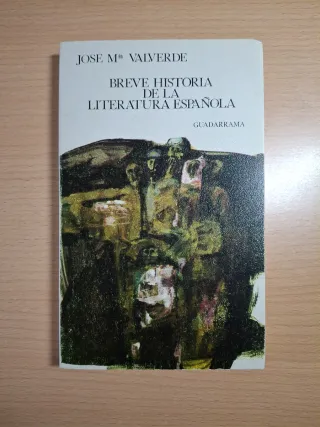 JOSE Mª VALVERDE
BREVE HISTORIA
DE LA
LITERATURA ESPAÑOLA
GUADARRAMA